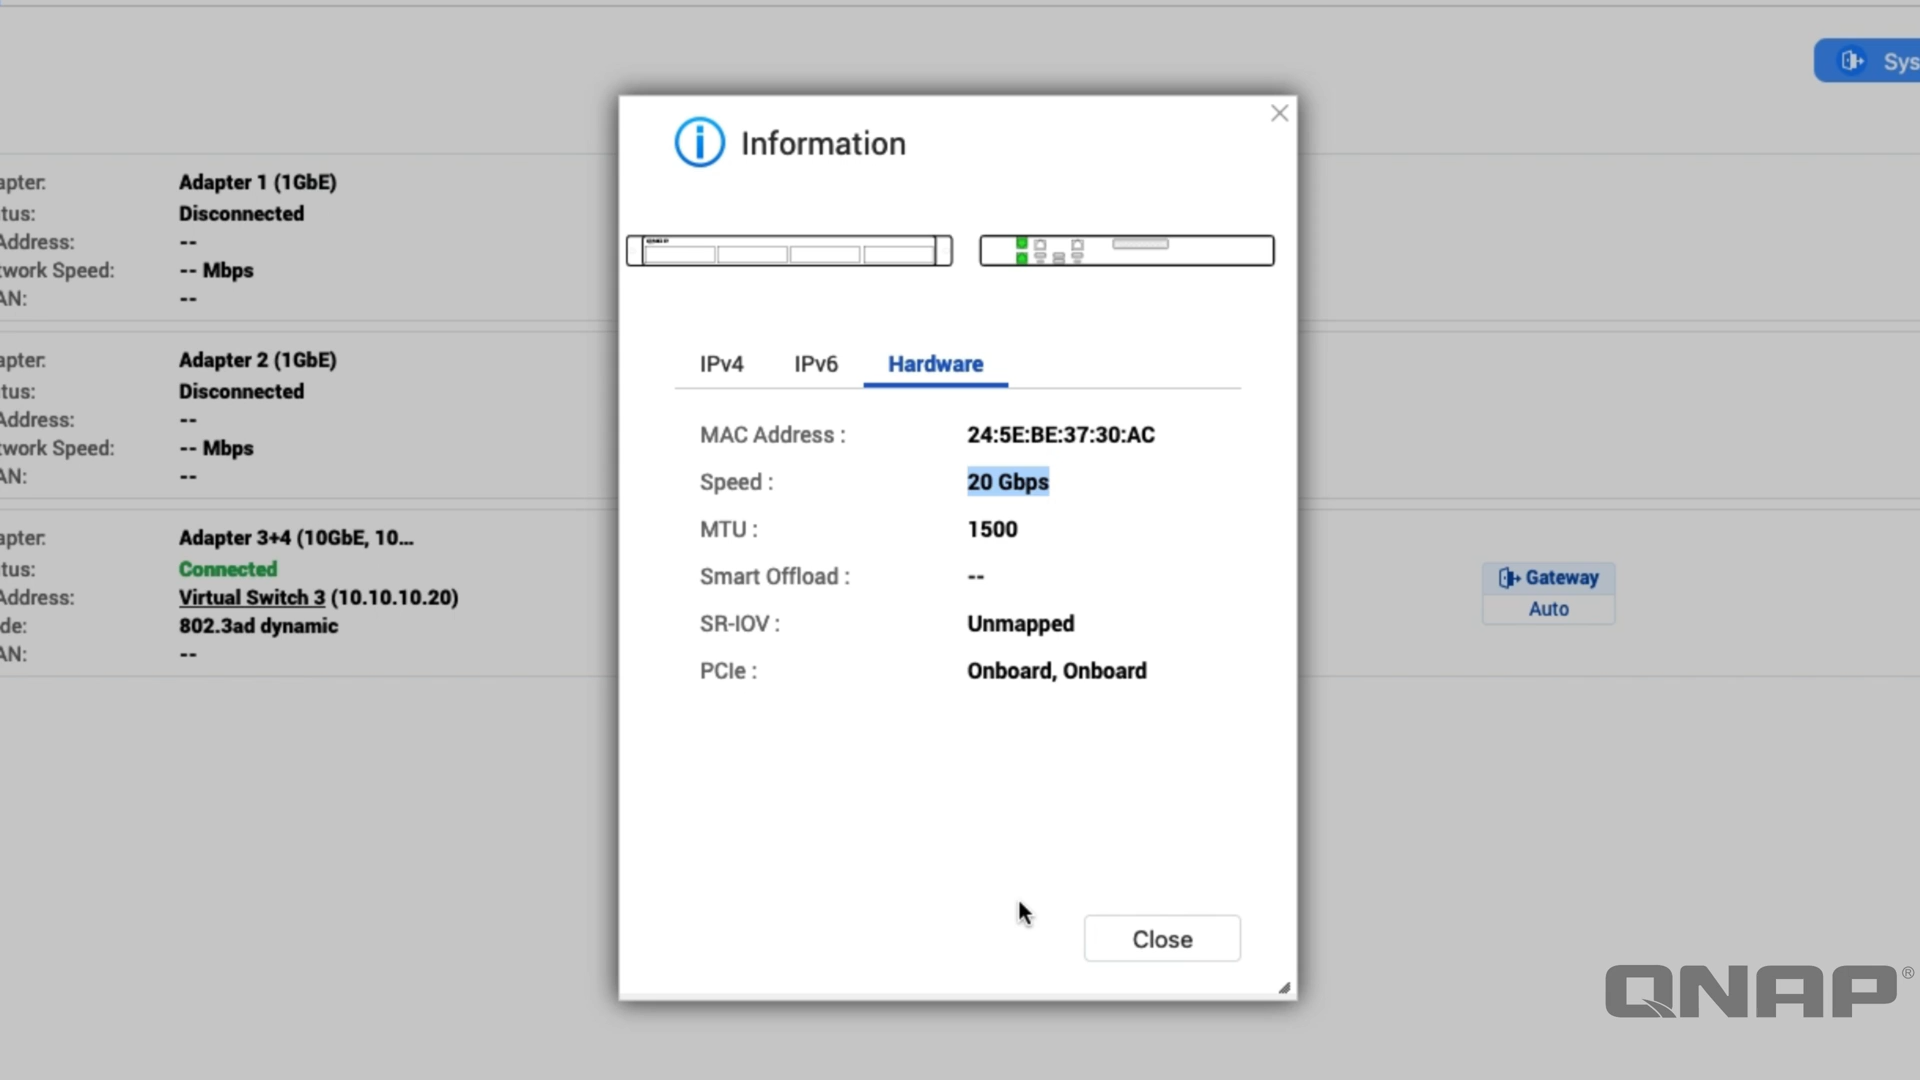 Sys
Information
apter: Adapter 1 (1GbE)
tus: Disconnected
Address: --
work Speed: -- Mbps
AN: --
apter: Adapter 2 (1GbE)
tus: Disconnected
Address: --
work Speed: -- Mbps
AN: --
apter: Adapter 3+4 (10GbE, 10...
tus: Connected
Address: Virtual Switch 3 (10.10.10.20)
de: 802.3ad dynamic
AN: --
IPv4 IPv6 Hardware
MAC Address : 24:5E:BE:37:30:AC
Speed : 20 Gbps
MTU : 1500
Smart Offload : --
SR-IOV : Unmapped
PCIe : Onboard, Onboard
Gateway
Auto
Close
QNAP®